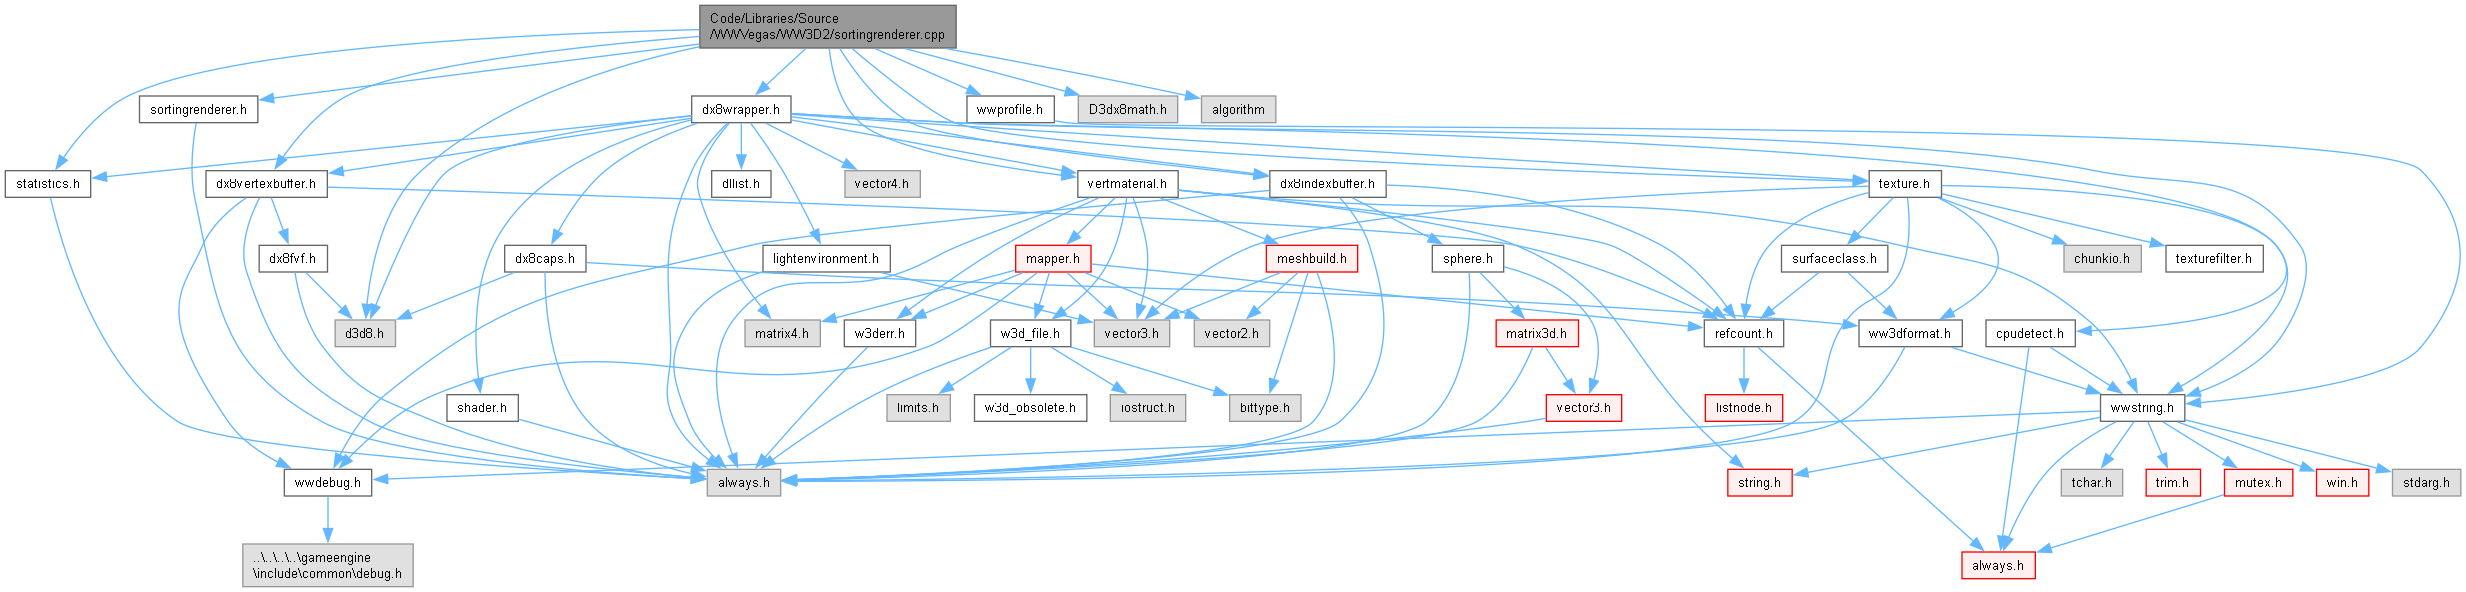 Code/Libraries/Source
/WWVegas/WW3D2/sortingrenderer.cpp
sortingrenderer.h
dx8wrapper.h
wwprofile.h
D3dx8math.h
algorithm
statistics.h
dx8vertexbuffer.h
dllist.h
vector4.h
vertmaterial.h
dx8indexbuffer.h
texture.h
dx8fvf.h
dx8caps.h
lightenvironment.h
mapper.h
meshbuild.h
sphere.h
surfaceclass.h
chunkio.h
texturefilter.h
d3d8.h
matrix4.h
w3derr.h
w3d_file.h
vector3.h
vector2.h
matrix3d.h
refcount.h
ww3dformat.h
cpudetect.h
shader.h
limits.h
w3d_obsolete.h
iostruct.h
bittype.h
vector3.h
listnode.h
wwstring.h
wwdebug.h
always.h
string.h
tchar.h
trim.h
mutex.h
win.h
stdarg.h
..\..\..\..\gameengine
\include\common\debug.h
always.h